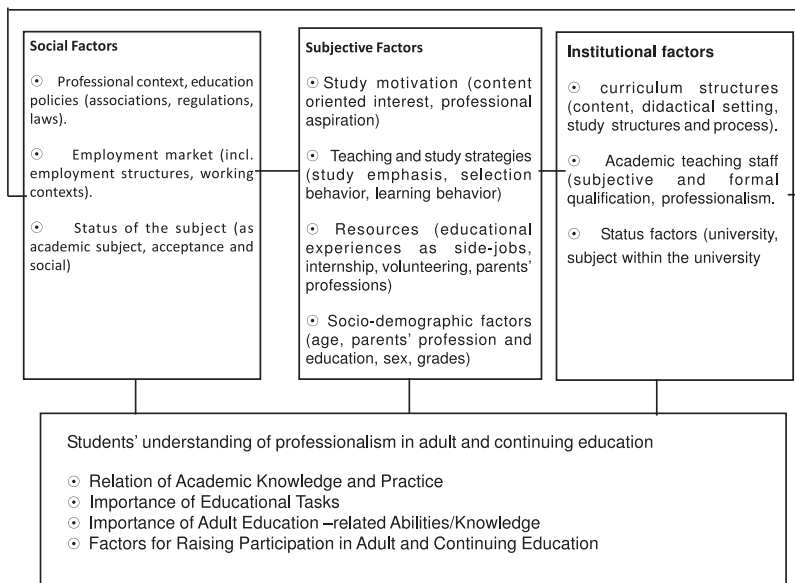 Social Factors
☉ Professional context, education
policies (associations, regulations,
laws).
☉ Employment market (incl.
employment structures, working
contexts).
☉ Status of the subject (as
academic subject, acceptance and
social)
Subjective Factors
☉ Study motivation (content
oriented interest, professional
aspiration)
☉ Teaching and study strategies
(study emphasis, selection
behavior, learning behavior)
☉ Resources (educational
experiences as side-jobs,
internship, volunteering, parents’
professions)
☉ Socio-demographic factors
(age, parents’ profession and
education, sex, grades)
Institutional factors
☉ curriculum structures
(content, didactical setting,
study structures and process).
☉ Academic teaching staff
(subjective and formal
qualification, professionalism.
☉ Status factors (university,
subject within the university
Students’ understanding of professionalism in adult and continuing education
☉ Relation of Academic Knowledge and Practice
☉ Importance of Educational Tasks
☉ Importance of Adult Education –related Abilities/Knowledge
☉ Factors for Raising Participation in Adult and Continuing Education